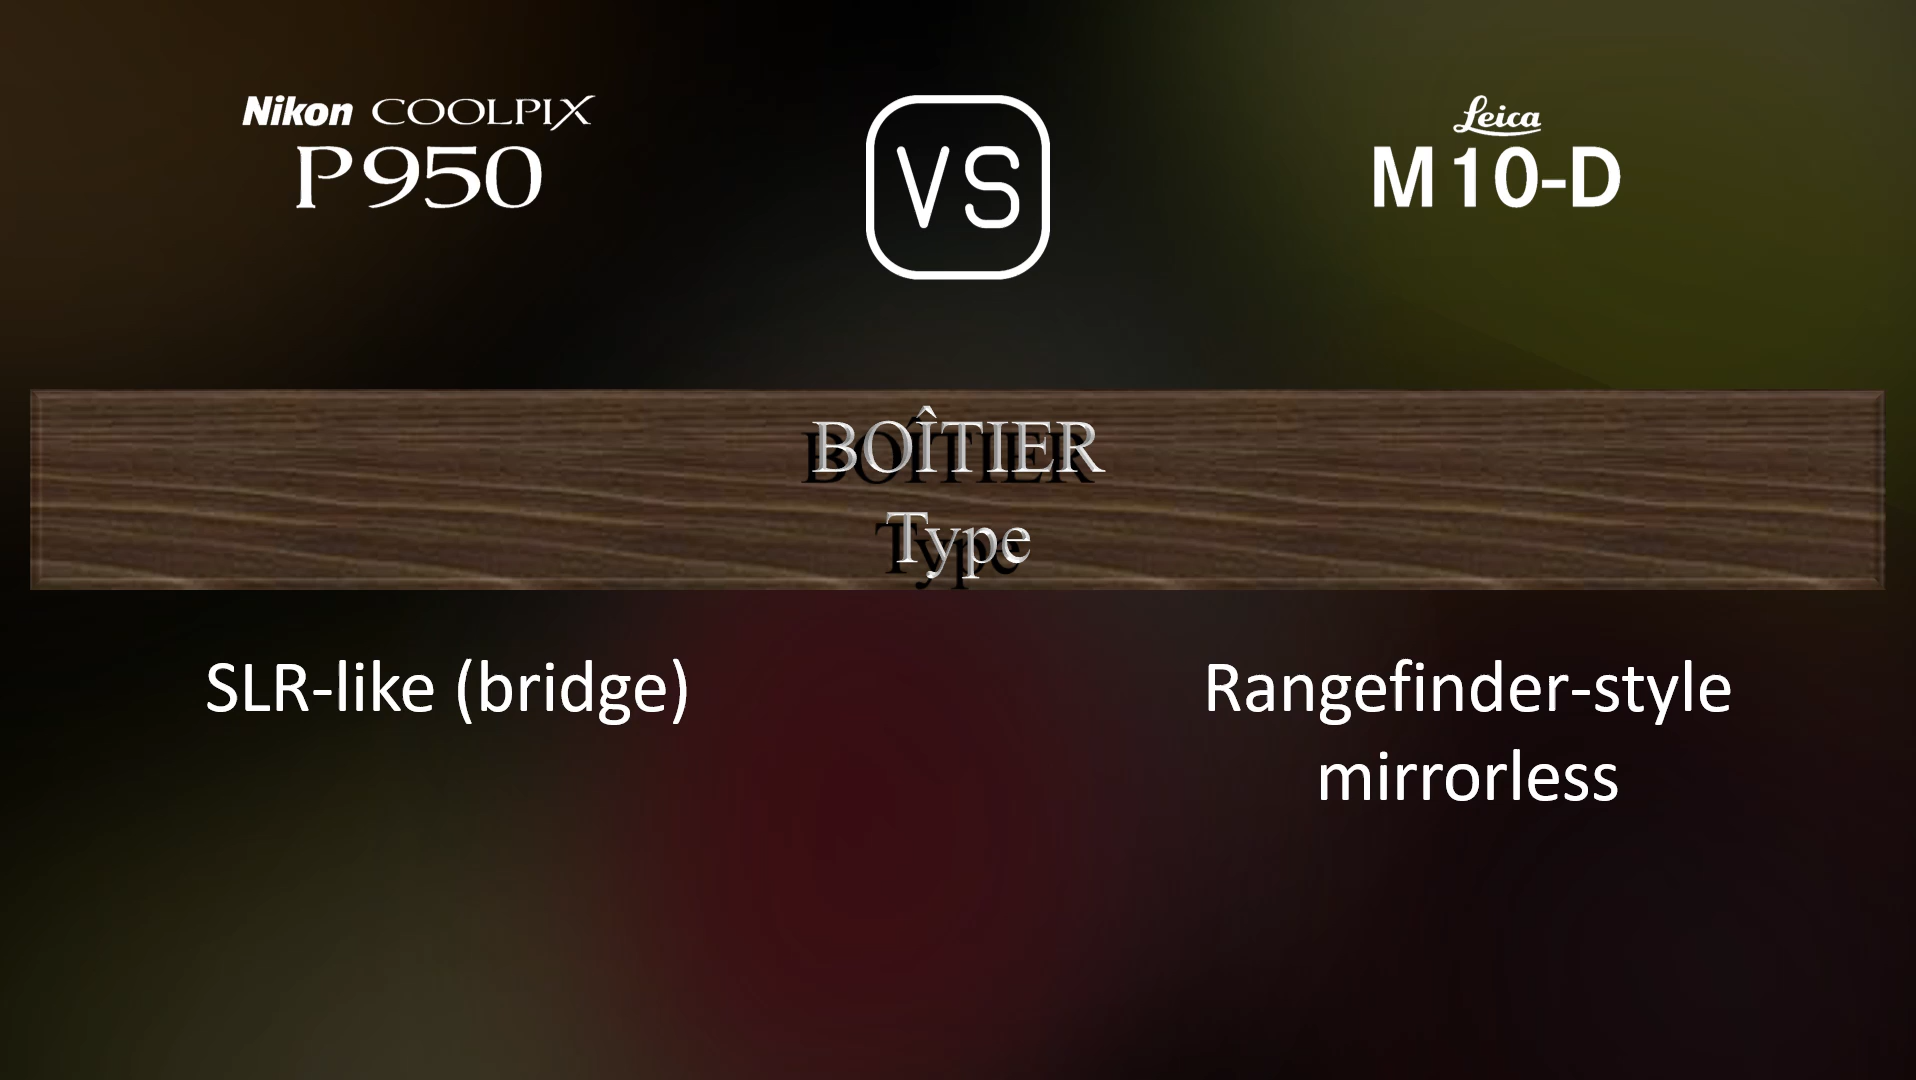 Nikon COOLPIX
P950
VS
Leica
M10-D
BOÎTIER
Type
SLR-like (bridge)
Rangefinder-style
mirrorless